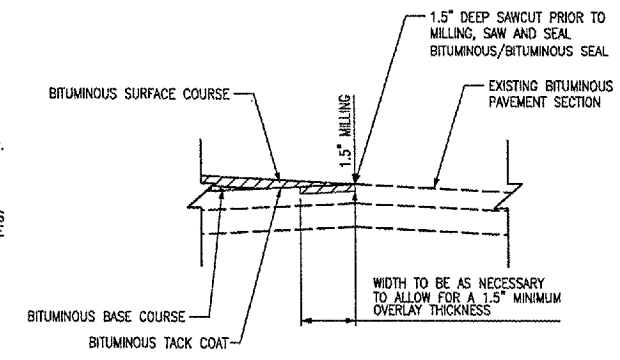 1.5" DEEP SAWCUT PRIOR TO
MILLING, SAW AND SEAL
BITUMINOUS/BITUMINOUS SEAL
BITUMINOUS SURFACE COURSE
EXISTING BITUMINOUS
PAVEMENT SECTION
1.5" MILLING
WIDTH TO BE AS NECESSARY
TO ALLOW FOR A 1.5" MINIMUM
OVERLAY THICKNESS
BITUMINOUS BASE COURSE
BITUMINOUS TACK COAT